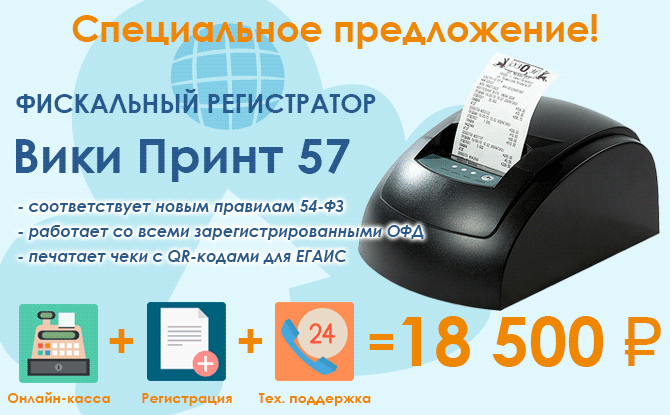 Специальное предложение!
ФИСКАЛЬНЫЙ РЕГИСТРАТОР
Вики Принт 57
- соответствует новым правилам 54-ФЗ
- работает со всеми зарегистрированными ОФД
- печатает чеки с QR-кодами для ЕГАИС
+ + 24 = 18 500 ₽
Онлайн-касса Регистрация Тех. поддержка